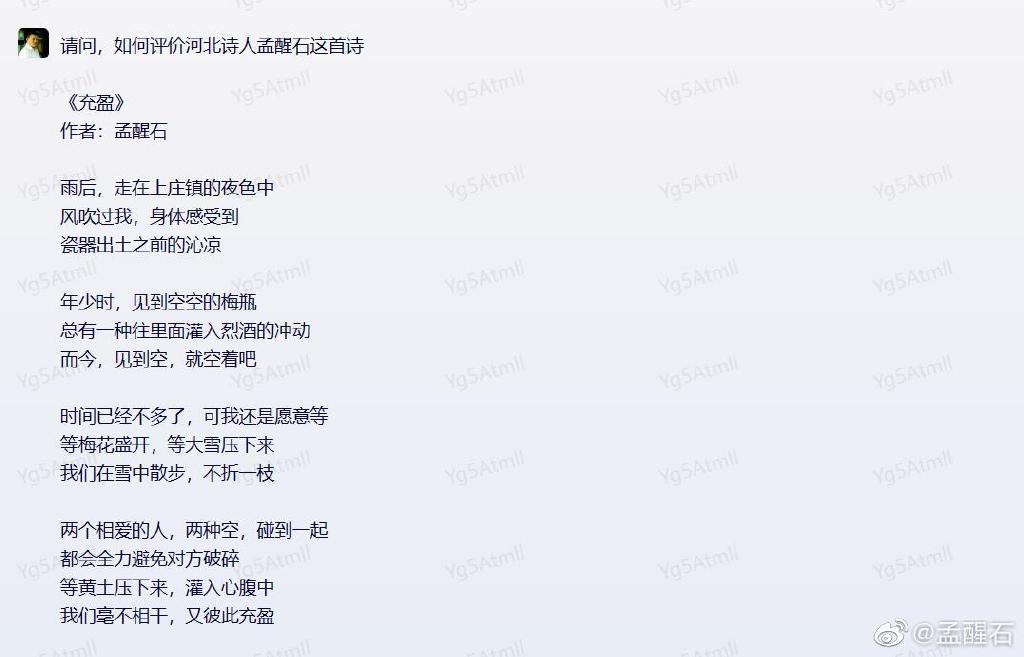 请问，如何评价河北诗人孟醒石这首诗
《充盈》
作者：孟醒石
雨后，走在上庄镇的夜色中
风吹过我，身体感受到
瓷器出土之前的沁凉
年少时，见到空空的梅瓶
总有一种往里面灌入烈酒的冲动
而今，见到空，就空着吧
时间已经不多了，可我还是愿意等
等梅花盛开，等大雪压下来
我们在雪中散步，不折一枝
两个相爱的人，两种空，碰到一起
都会全力避免对方破碎
等黄土压下来，灌入心腹中
我们毫不相干，又彼此充盈
Yg5Atmll
@孟醒石